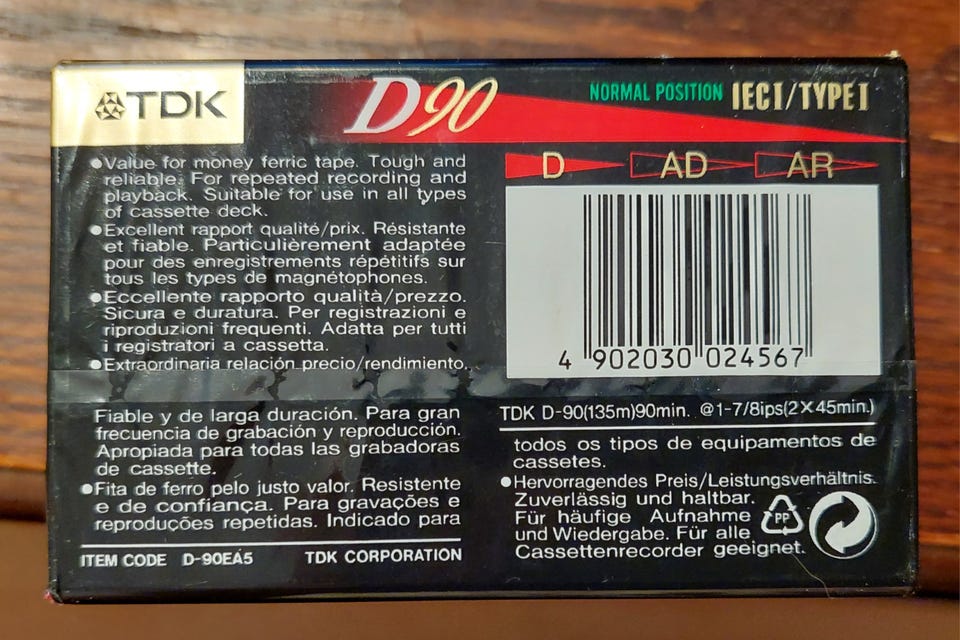 TDK
D90
NORMAL POSITION IECI/TYPEI
●Value for money ferric tape. Tough and
reliable. For repeated recording and
playback. Suitable for use in all types
of cassette deck.
●Excellent rapport qualité/prix. Résistante
et fiable. Particulièrement adaptée
pour des enregistrements répétitifs sur
tous les types de magnétophones.
●Eccellente rapporto qualità/prezzo.
Sicura e duratura. Per registrazioni e
riproduzioni frequenti. Adatta per tutti
i registratori a cassetta.
●Extraordinaria relación precio/rendimiento.
Fiable y de larga duración. Para gran
frecuencia de grabación y reproducción.
Apropiada para todas las grabadoras
de cassette.
●Fita de ferro pelo justo valor. Resistente
e de confiança. Para gravações e
reproduções repetidas. Indicado para
ITEM CODE D-90EA5 TDK CORPORATION
D AD AR
4 902030 024567
TDK D-90(135m)90min. @1-7/8ips(2×45min.)
todos os tipos de equipamentos de
cassetes.
●Hervorragendes Preis/Leistungsverhältnis.
Zuverlässig und haltbar.
Für häufige Aufnahme
und Wiedergabe. Für alle
Cassettenrecorder geeignet.
PP